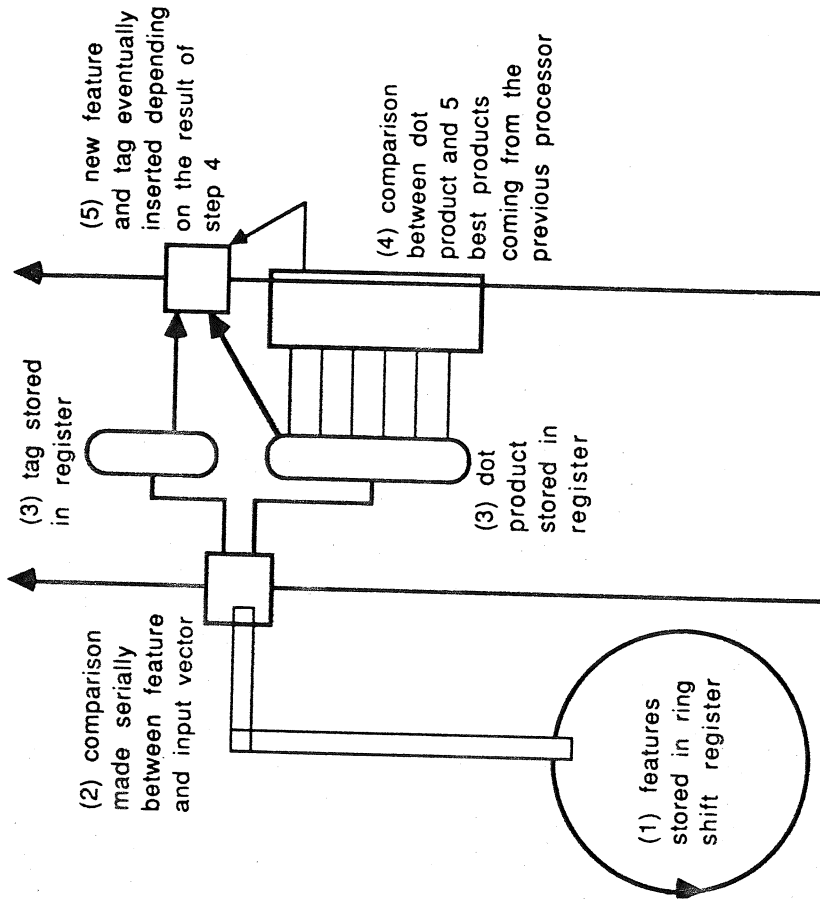 (1) features
stored in ring
shift register
(2) comparison
made serially
between feature
and input vector
(3) tag stored
in register
(3) dot
product
stored in
register
(4) comparison
between dot
product and 5
best products
coming from the
previous processor
(5) new feature
and tag eventually
inserted depending
on the result of
step 4